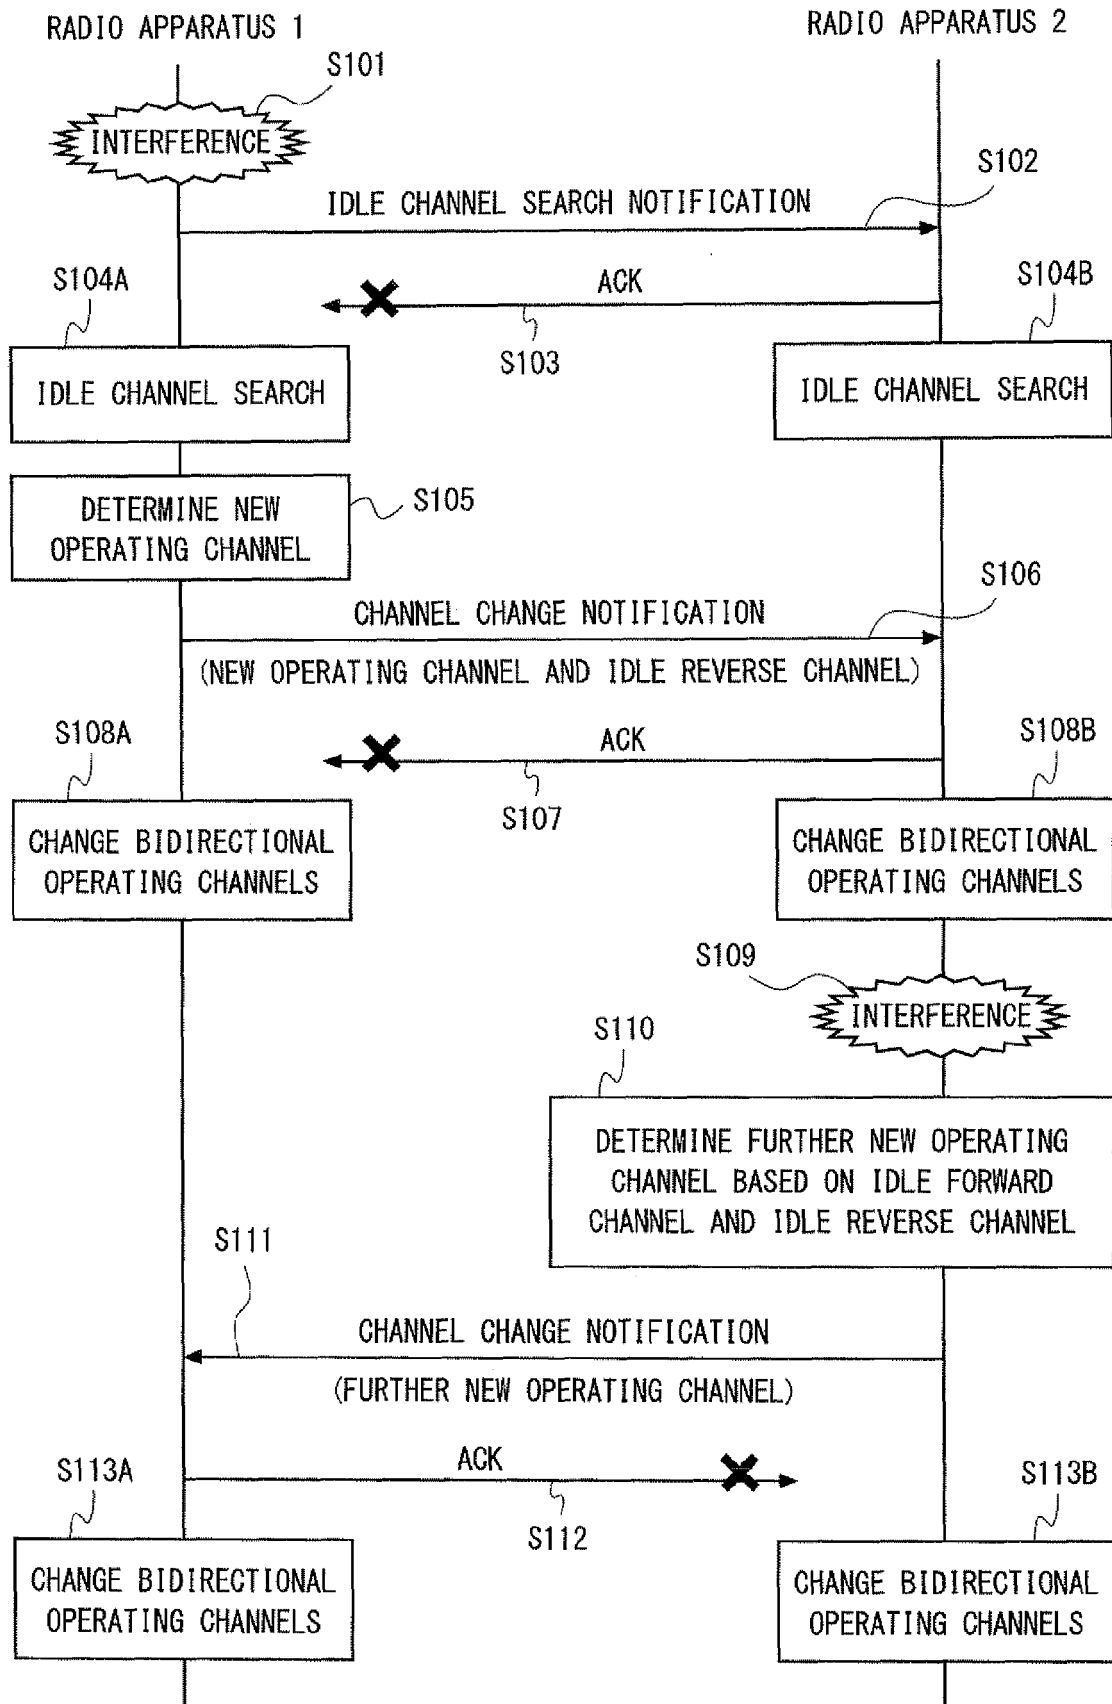 RADIO APPARATUS 1
RADIO APPARATUS 2
S101
INTERFERENCE
S102
IDLE CHANNEL SEARCH NOTIFICATION
S104A
ACK
S104B
S103
IDLE CHANNEL SEARCH
IDLE CHANNEL SEARCH
DETERMINE NEW
OPERATING CHANNEL
S105
S106
CHANNEL CHANGE NOTIFICATION
(NEW OPERATING CHANNEL AND IDLE REVERSE CHANNEL)
S108A
ACK
S108B
S107
CHANGE BIDIRECTIONAL
OPERATING CHANNELS
CHANGE BIDIRECTIONAL
OPERATING CHANNELS
S109
INTERFERENCE
S110
DETERMINE FURTHER NEW OPERATING
CHANNEL BASED ON IDLE FORWARD
CHANNEL AND IDLE REVERSE CHANNEL
S111
CHANNEL CHANGE NOTIFICATION
(FURTHER NEW OPERATING CHANNEL)
S113A
ACK
S113B
S112
CHANGE BIDIRECTIONAL
OPERATING CHANNELS
CHANGE BIDIRECTIONAL
OPERATING CHANNELS